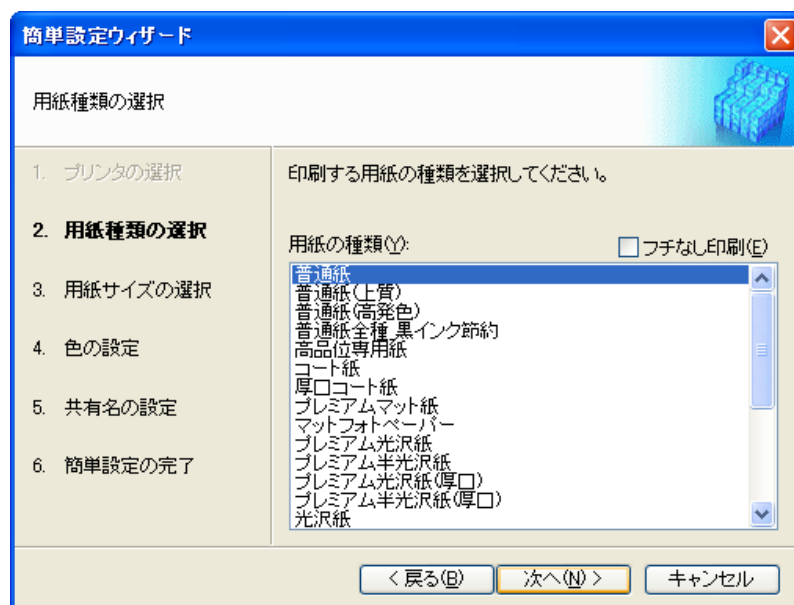 簡単設定ウィザード
用紙種類の選択
1. プリンタの選択
2. 用紙種類の選択
3. 用紙サイズの選択
4. 色の設定
5. 共有名の設定
6. 簡単設定の完了
印刷する用紙の種類を選択してください。
用紙の種類(Y):
フチなし印刷(E)
普通紙
普通紙(上質)
普通紙(高発色)
普通紙全種 黒インク節約
高品位専用紙
コート紙
厚口コート紙
プレミアムマット紙
マットフォトペーパー
プレミアム光沢紙
プレミアム半光沢紙
プレミアム光沢紙(厚口)
プレミアム半光沢紙(厚口)
光沢紙
< 戻る(B)
次へ(N) >
キャンセル